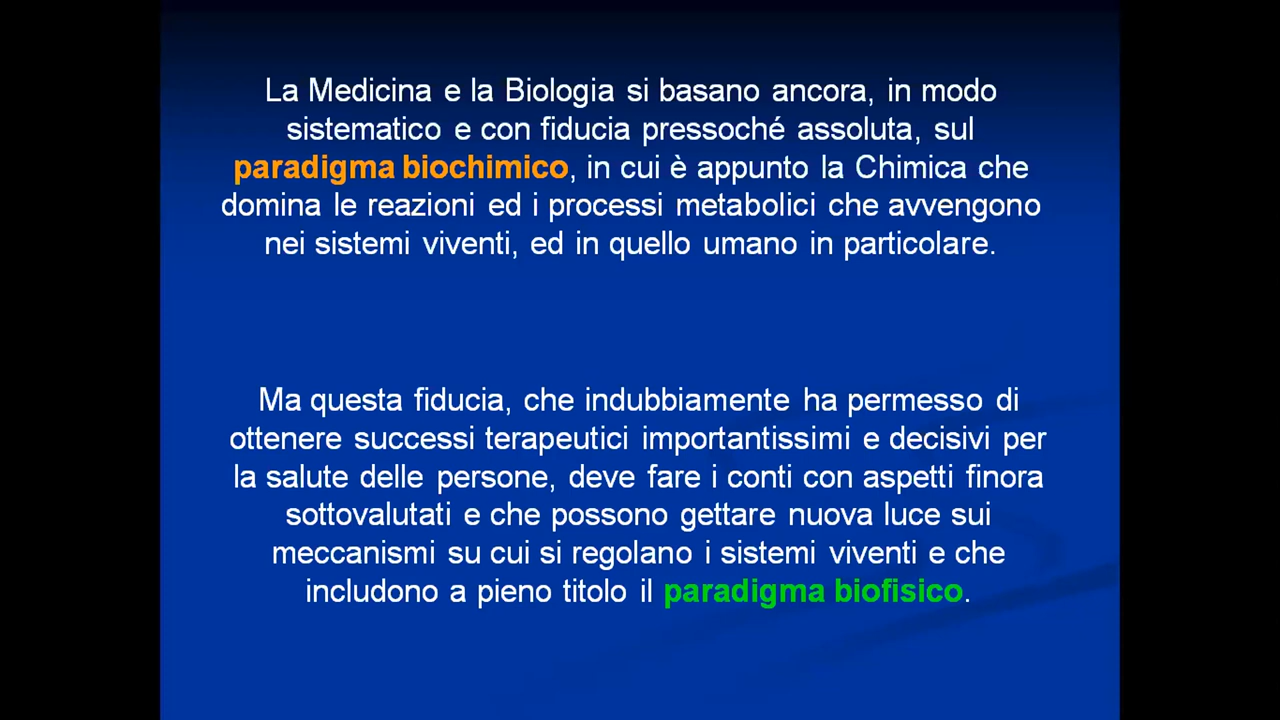 La Medicina e la Biologia si basano ancora, in modo
sistematico e con fiducia pressoché assoluta, sul
paradigma biochimico, in cui è appunto la Chimica che
domina le reazioni ed i processi metabolici che avvengono
nei sistemi viventi, ed in quello umano in particolare.
Ma questa fiducia, che indubbiamente ha permesso di
ottenere successi terapeutici importantissimi e decisivi per
la salute delle persone, deve fare i conti con aspetti finora
sottovalutati e che possono gettare nuova luce sui
meccanismi su cui si regolano i sistemi viventi e che
includono a pieno titolo il paradigma biofisico.